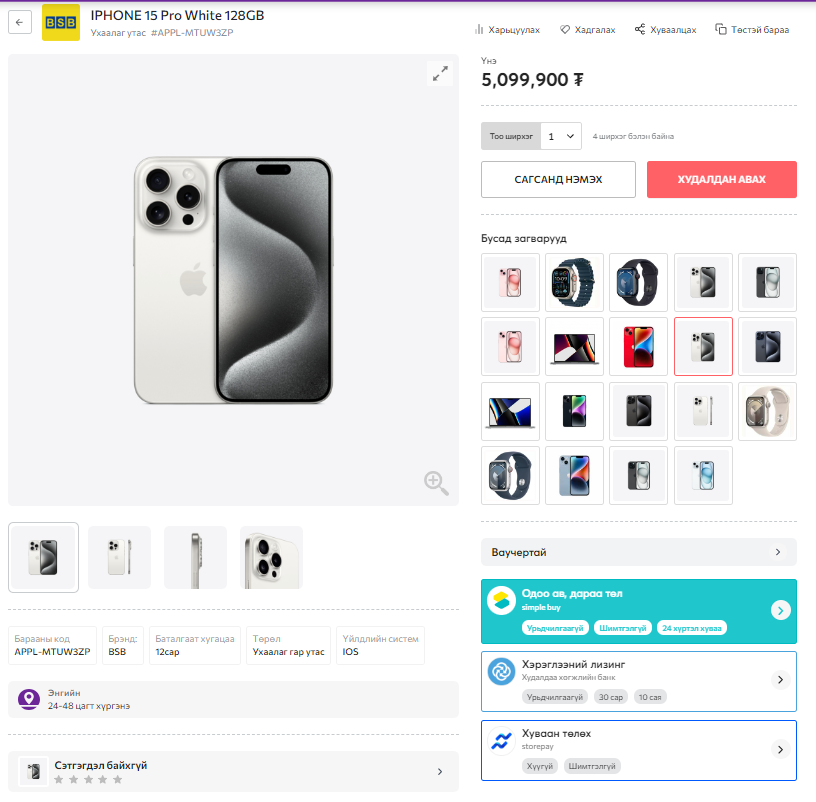 BSB
IPHONE 15 Pro White 128GB
Ухаалаг утас #APPL-MTUW3ZP
Харьцуулах
Хадгалах
Хуваалцах
Төстэй бараа
Үнэ
5,099,900 ₮
Тоо ширхэг
1
4 ширхэг бэлэн байна
САГСАНД НЭМЭХ
ХУДАЛДАН АВАХ
Бусад загварууд
Ваучертай
Одоо ав, дараа төл
simple buy
Урьдчилгаагүй
Шимтгэлгүй
24 хүртэл хуваа
Хэрэглээний лизинг
Худалдаа хөгжлийн банк
Урьдчилгаагүй
30 сар
10 сая
Хуваан төлөх
storepay
Хүүгүй
Шимтгэлгүй
Барааны код
APPL-MTUW3ZP
Брэнд:
BSB
Баталгаат хугацаа
12сар
Төрөл
Ухаалаг гар утас
Үйлдлийн систем
IOS
Энгийн
24-48 цагт хүргэнэ
Сэтгэгдэл байхгүй